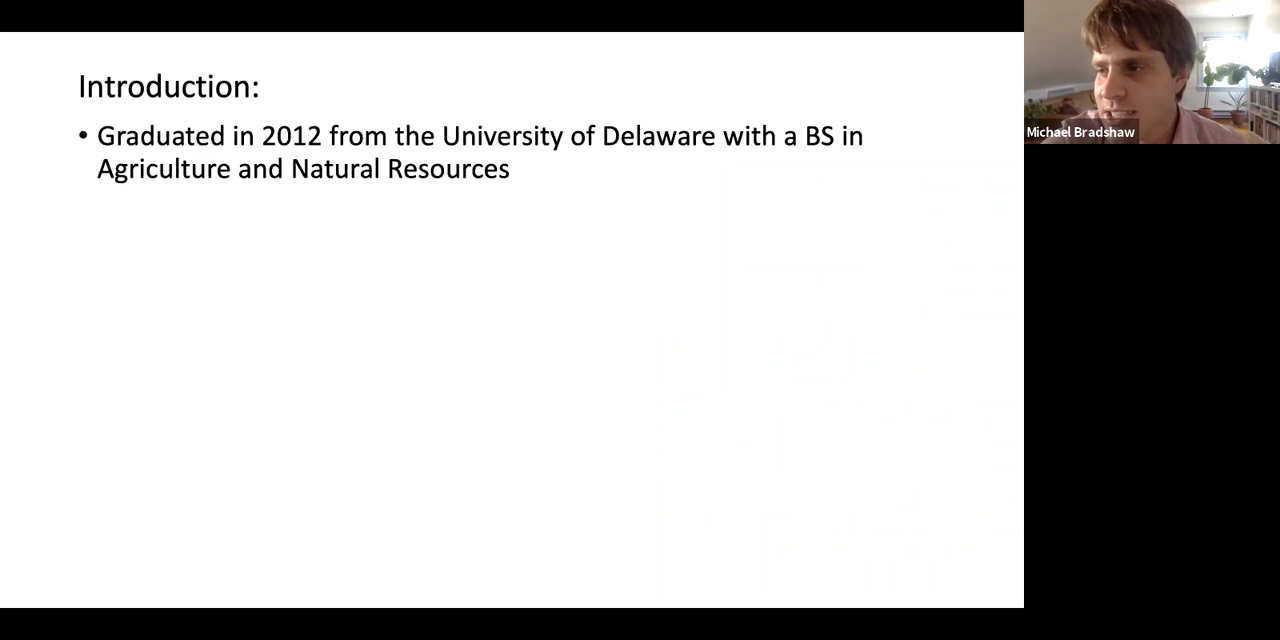 Introduction:
• Graduated in 2012 from the University of Delaware with a BS in
Agriculture and Natural Resources
Michael Bradshaw